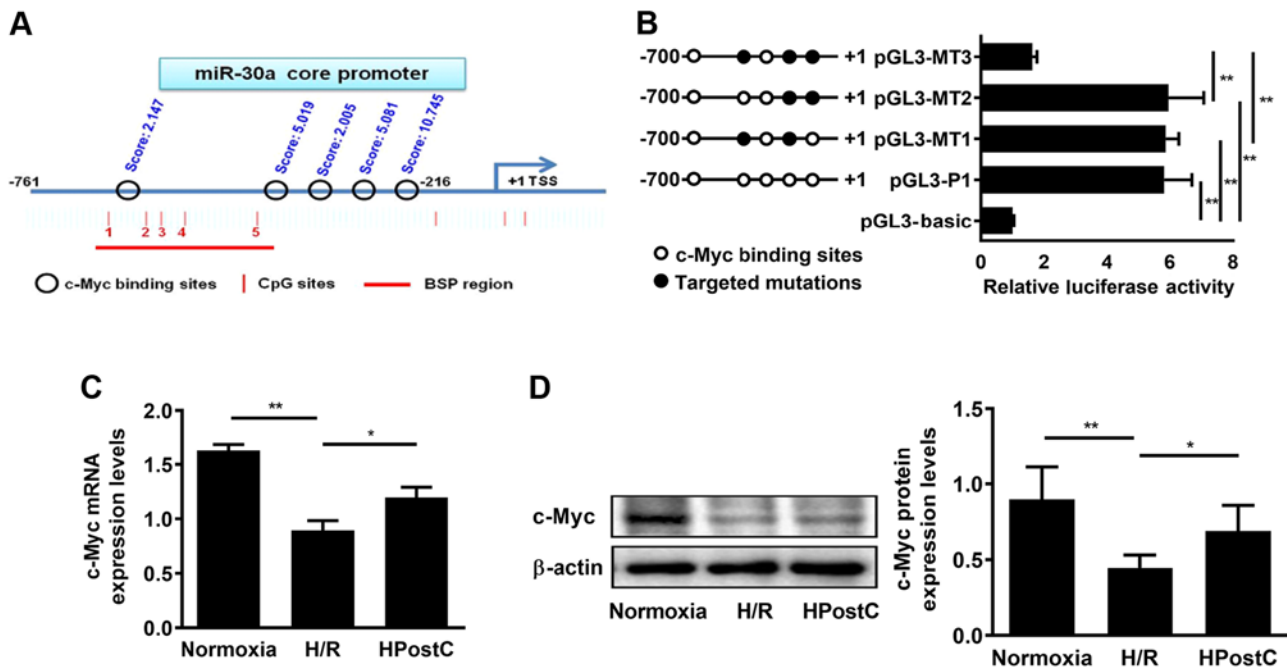 A
miR-30a core promoter
Score: 2.147
Score: 5.019
Score: 2.005
Score: 5.081
Score: 10.745
-761
-216
+1 TSS
1 2 3 4 5
c-Myc binding sites
CpG sites
BSP region
B
-700 +1 pGL3-MT3
-700 +1 pGL3-MT2
-700 +1 pGL3-MT1
-700 +1 pGL3-P1
pGL3-basic
**
**
**
**
**
c-Myc binding sites
Targeted mutations
0 2 4 6 8
Relative luciferase activity
C
c-Myc mRNA
expression levels
2.0
1.5
1.0
0.5
0.0
**
*
Normoxia H/R HPostC
D
c-Myc
β-actin
Normoxia H/R HPostC
c-Myc protein
expression levels
1.5
1.0
0.5
0.0
**
*
Normoxia H/R HPostC